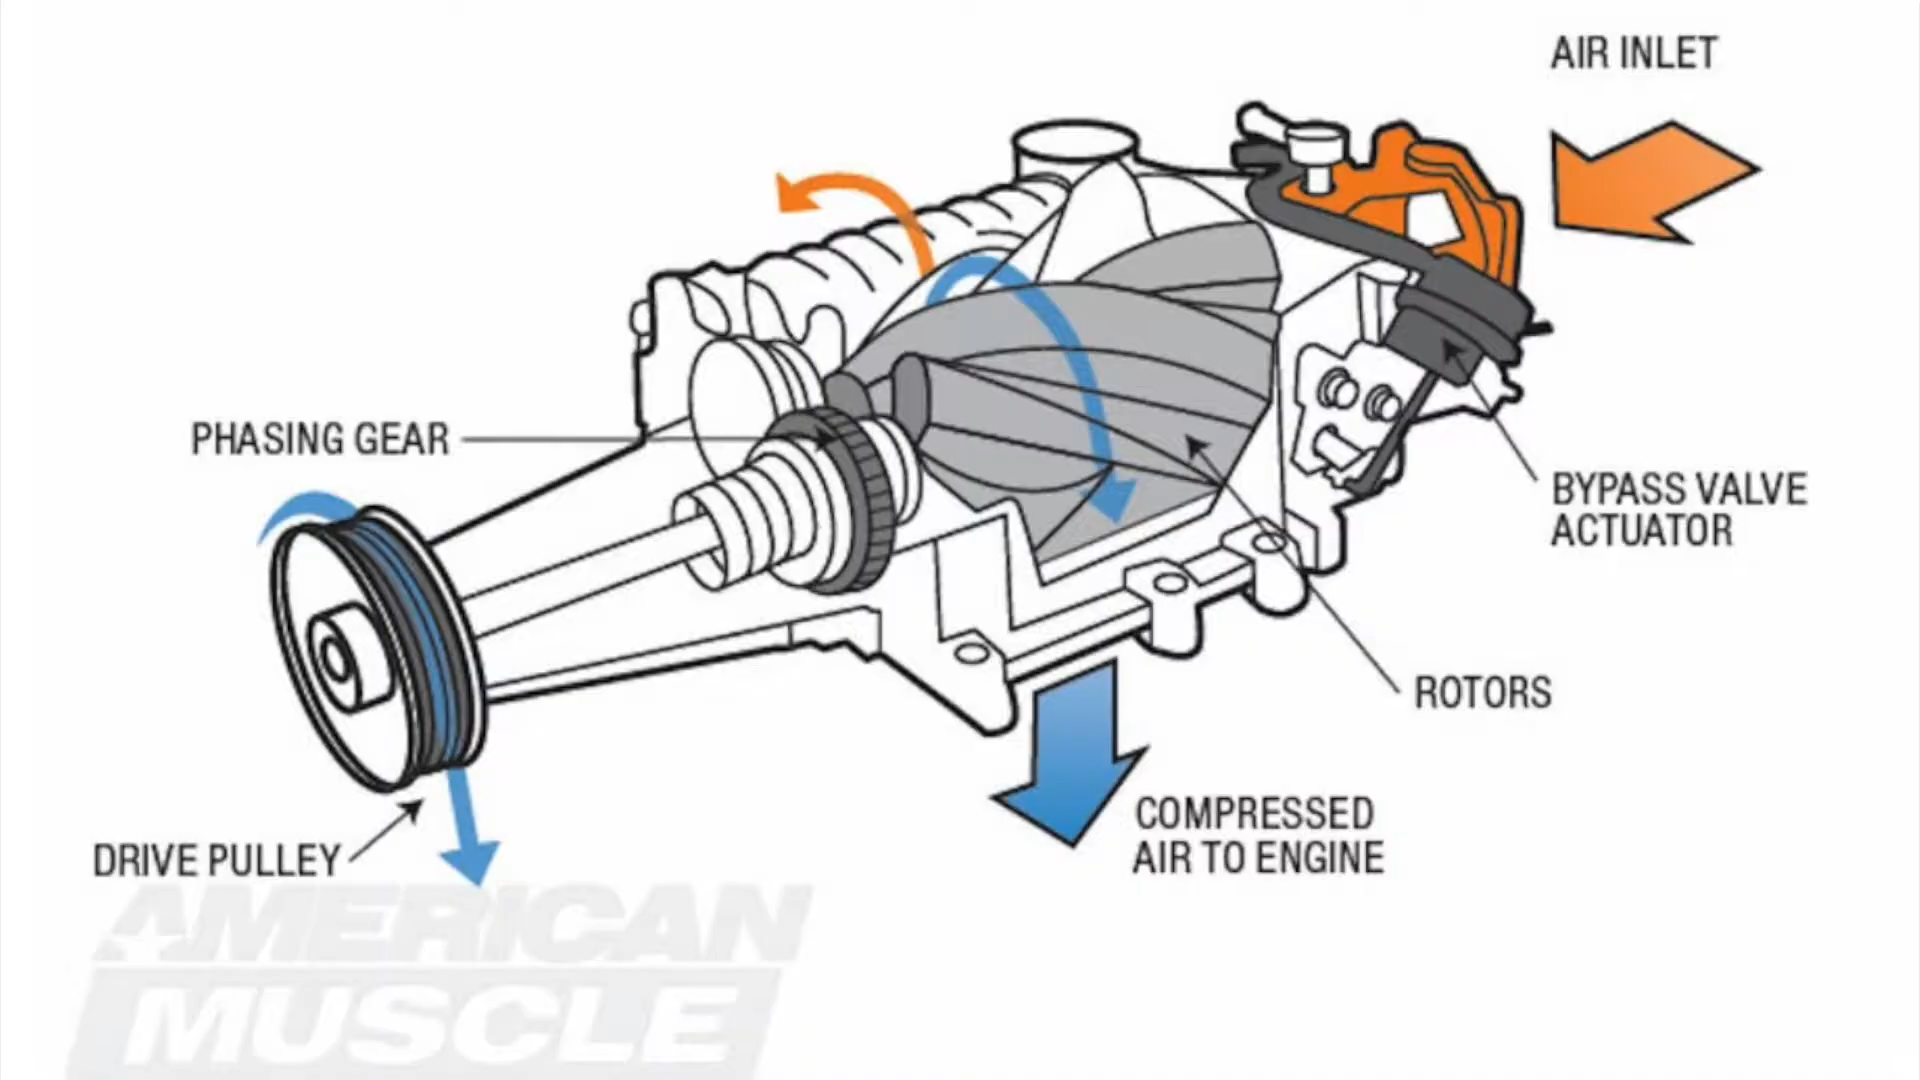 AIR INLET
PHASING GEAR
BYPASS VALVE
ACTUATOR
ROTORS
COMPRESSED
AIR TO ENGINE
DRIVE PULLEY
AMERICAN
MUSCLE